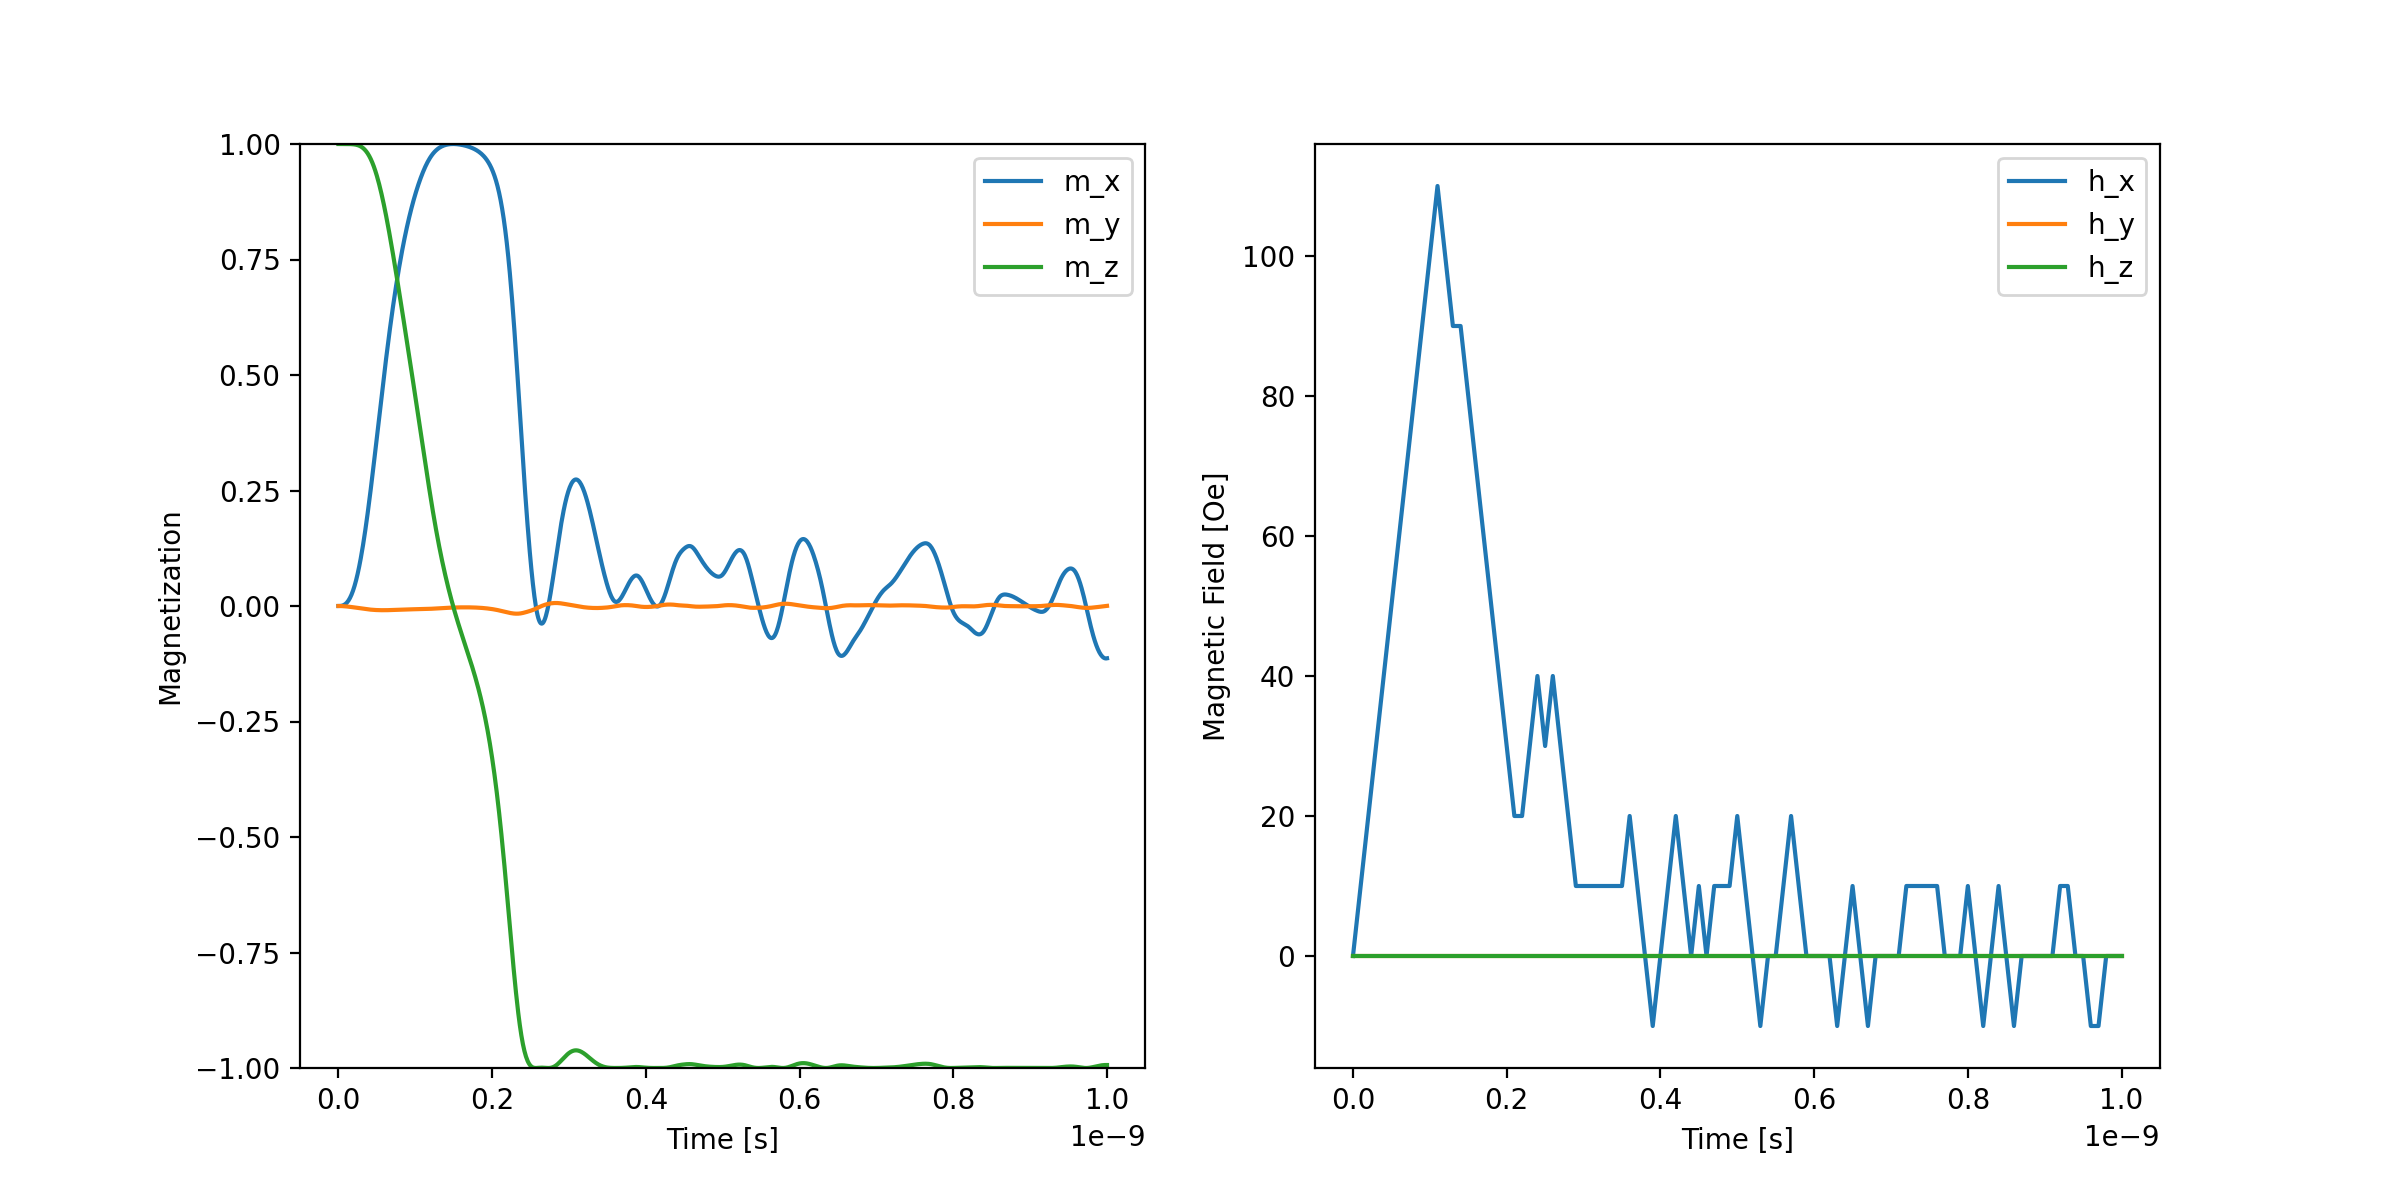 1.00
0.75
0.50
0.25
0.00
−0.25
−0.50
−0.75
−1.00
Magnetization
0.0 0.2 0.4 0.6 0.8 1.0
1e−9
Time [s]
m_x
m_y
m_z
100
80
60
40
20
0
Magnetic Field [Oe]
0.0 0.2 0.4 0.6 0.8 1.0
1e−9
Time [s]
h_x
h_y
h_z